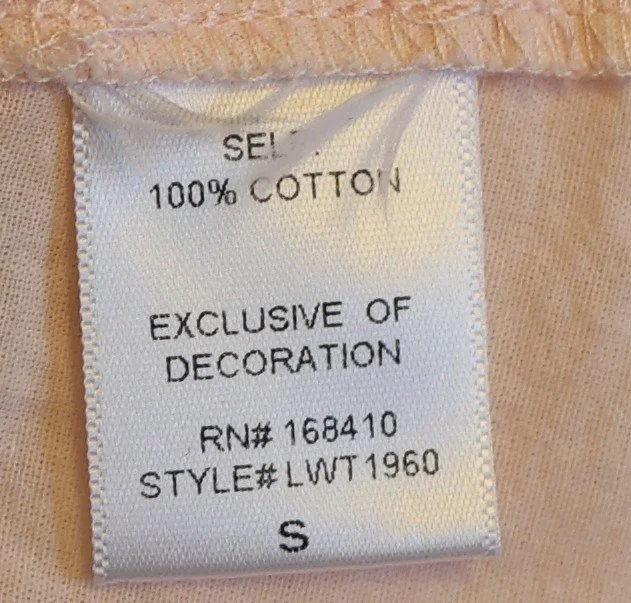 100% COTTON
EXCLUSIVE OF
DECORATION
RN# 168410
STYLE# LWT1960
S